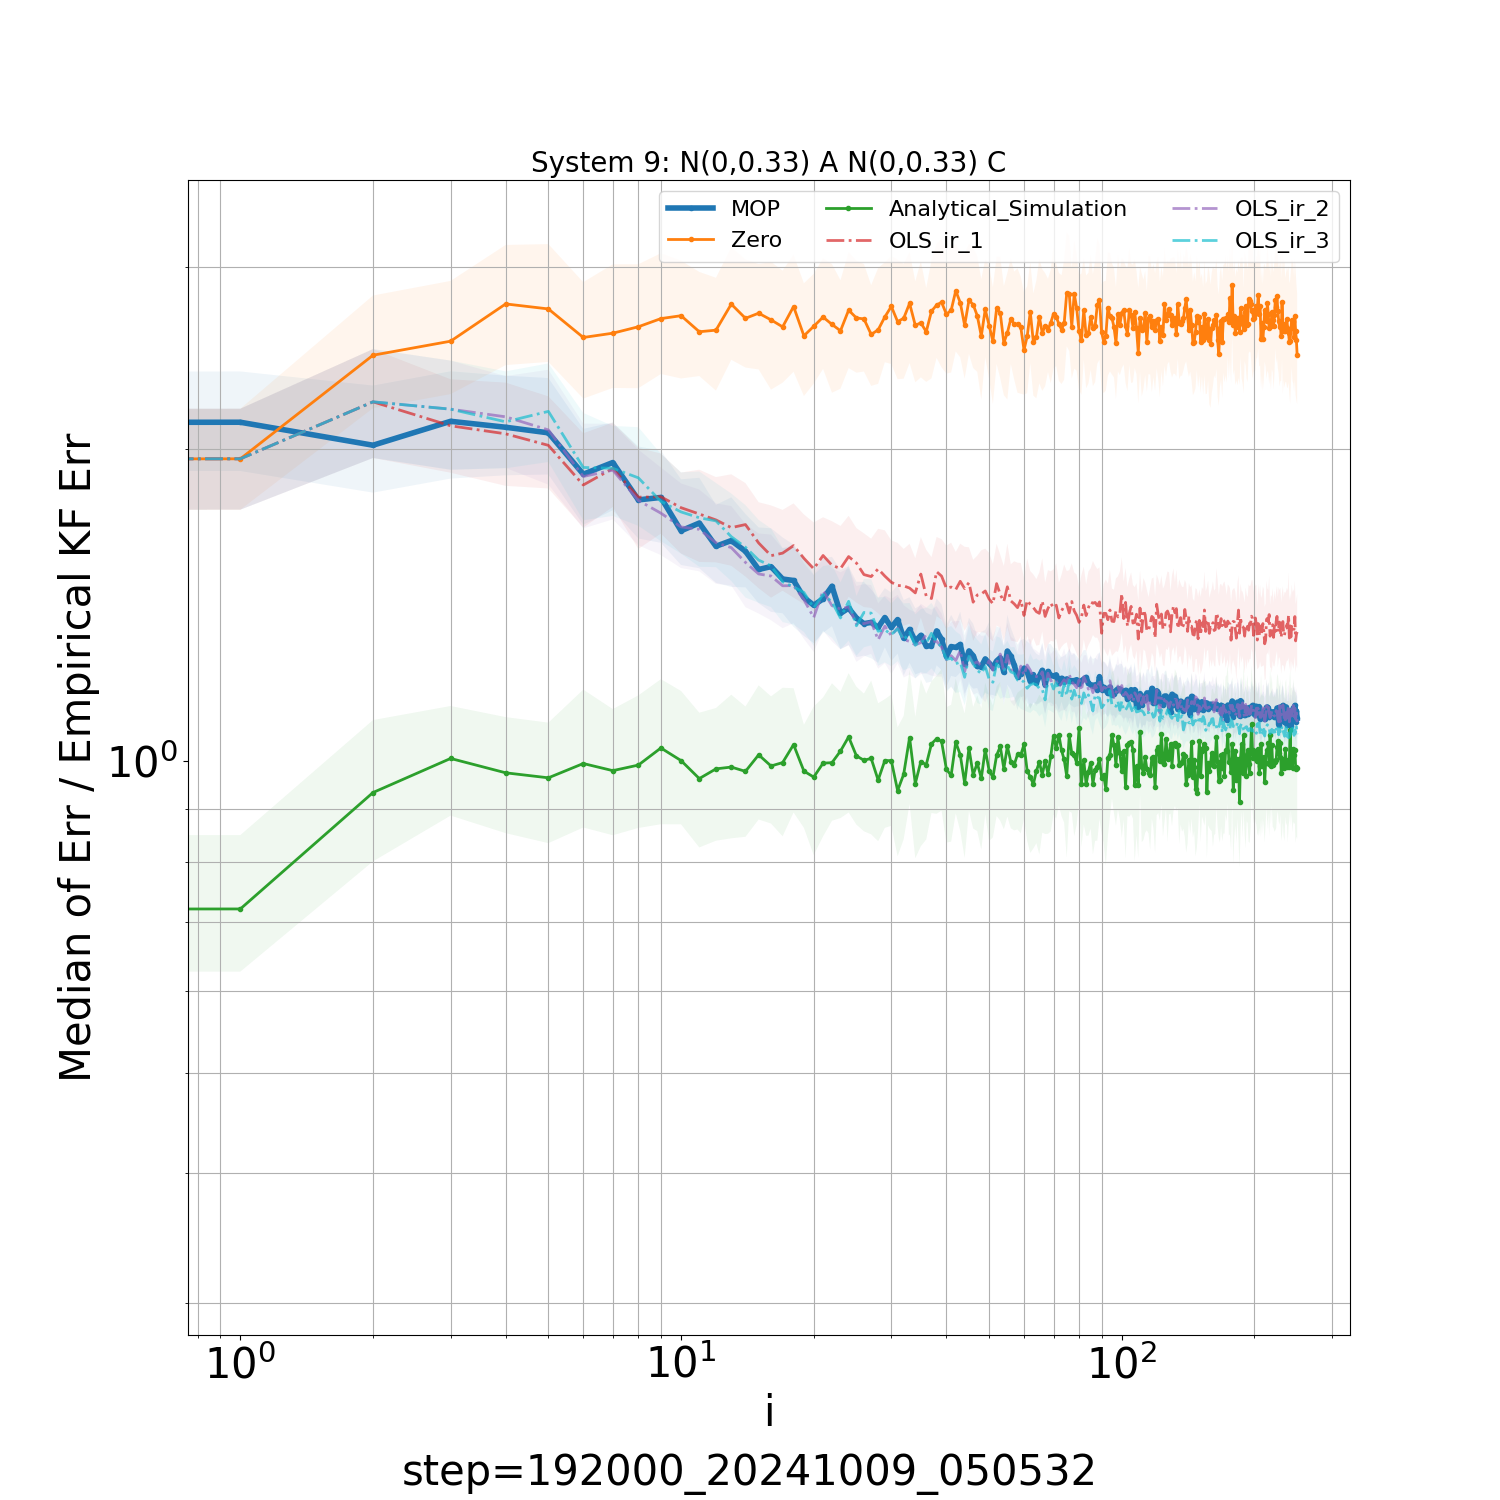 System 9: N(0,0.33) A N(0,0.33) C
MOP
Zero
Analytical_Simulation
OLS_ir_1
OLS_ir_2
OLS_ir_3
Median of Err / Empirical KF Err
10⁰
10⁰ 10¹ 10²
i
step=192000_20241009_050532